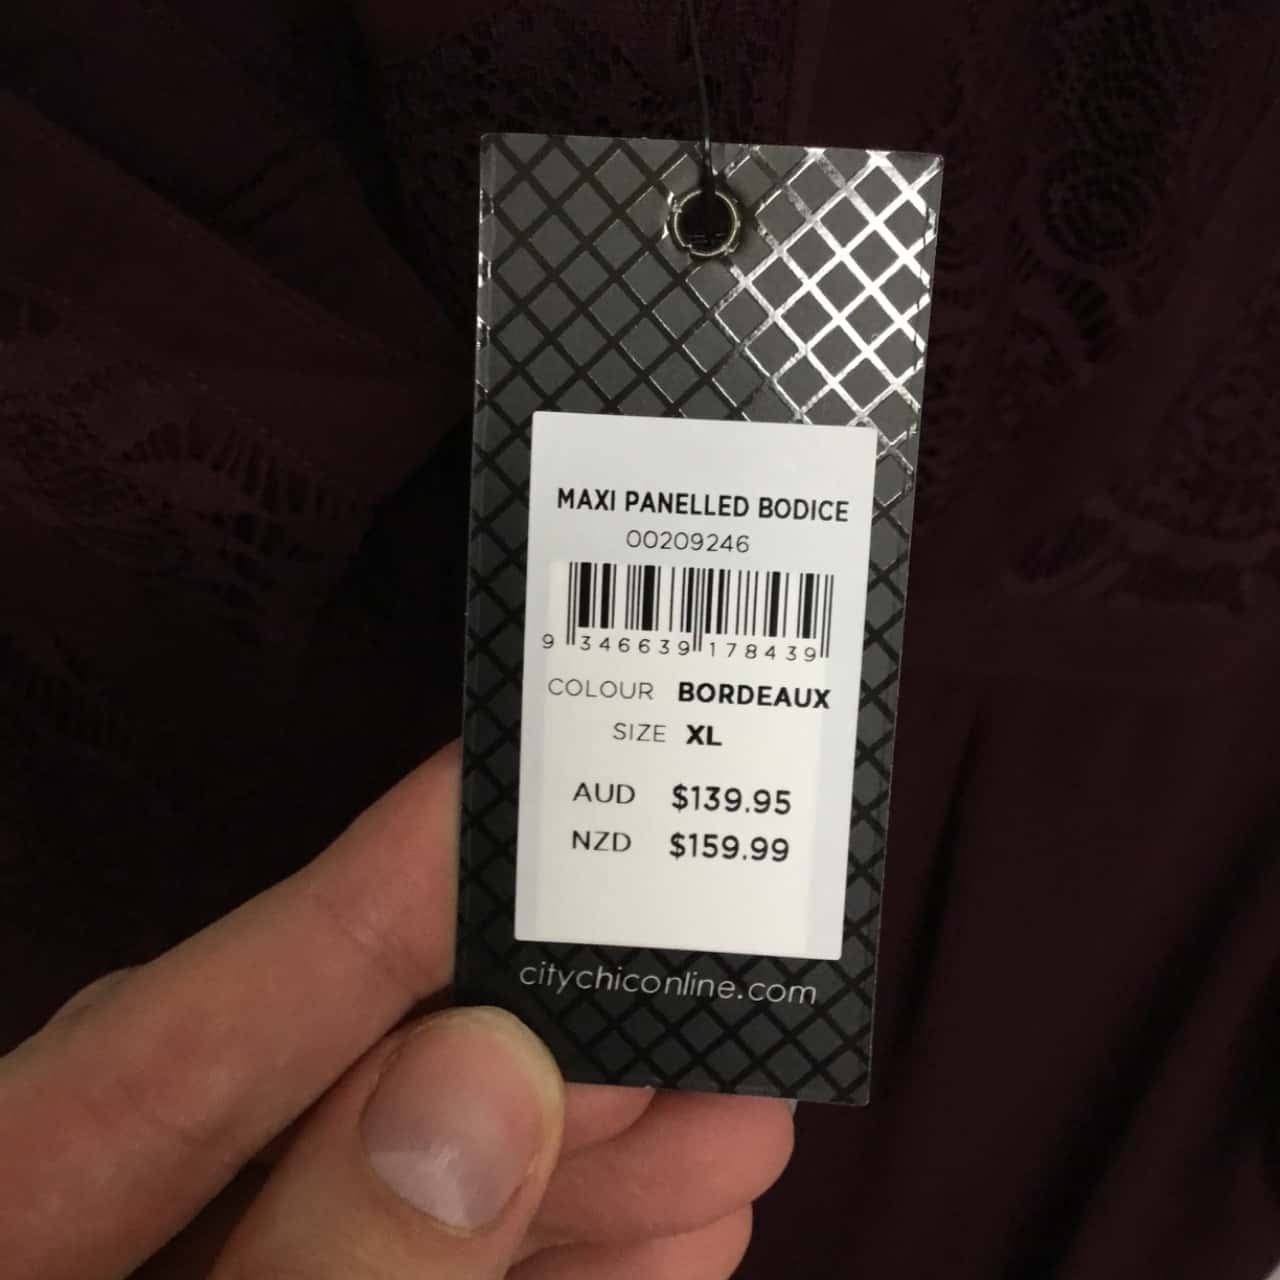 MAXI PANELLED BODICE
00209246
9 346639 178439
COLOUR BORDEAUX
SIZE XL
AUD $139.95
NZD $159.99
citychiconline.com